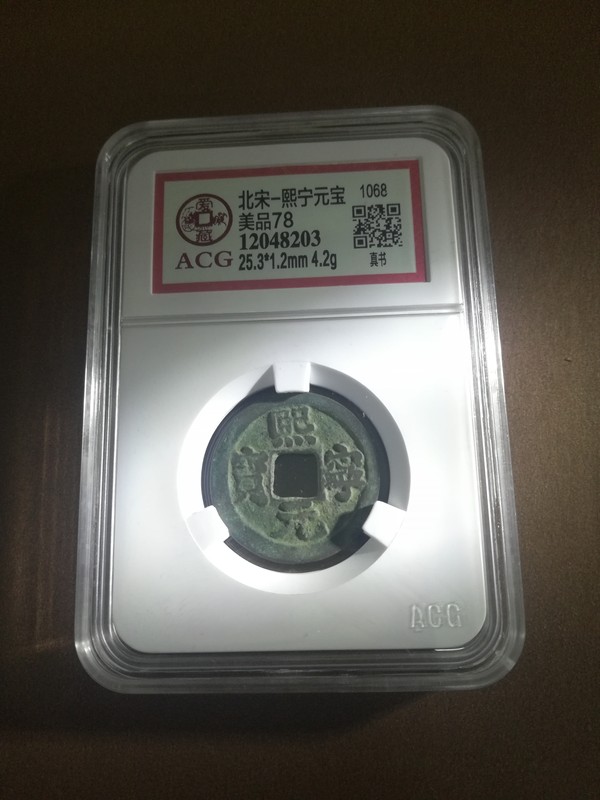 北宋-熙宁元宝 1068
美品78
12048203
ACG 25.3*1.2mm 4.2g
真书
熙
寶 寧
元
ACG